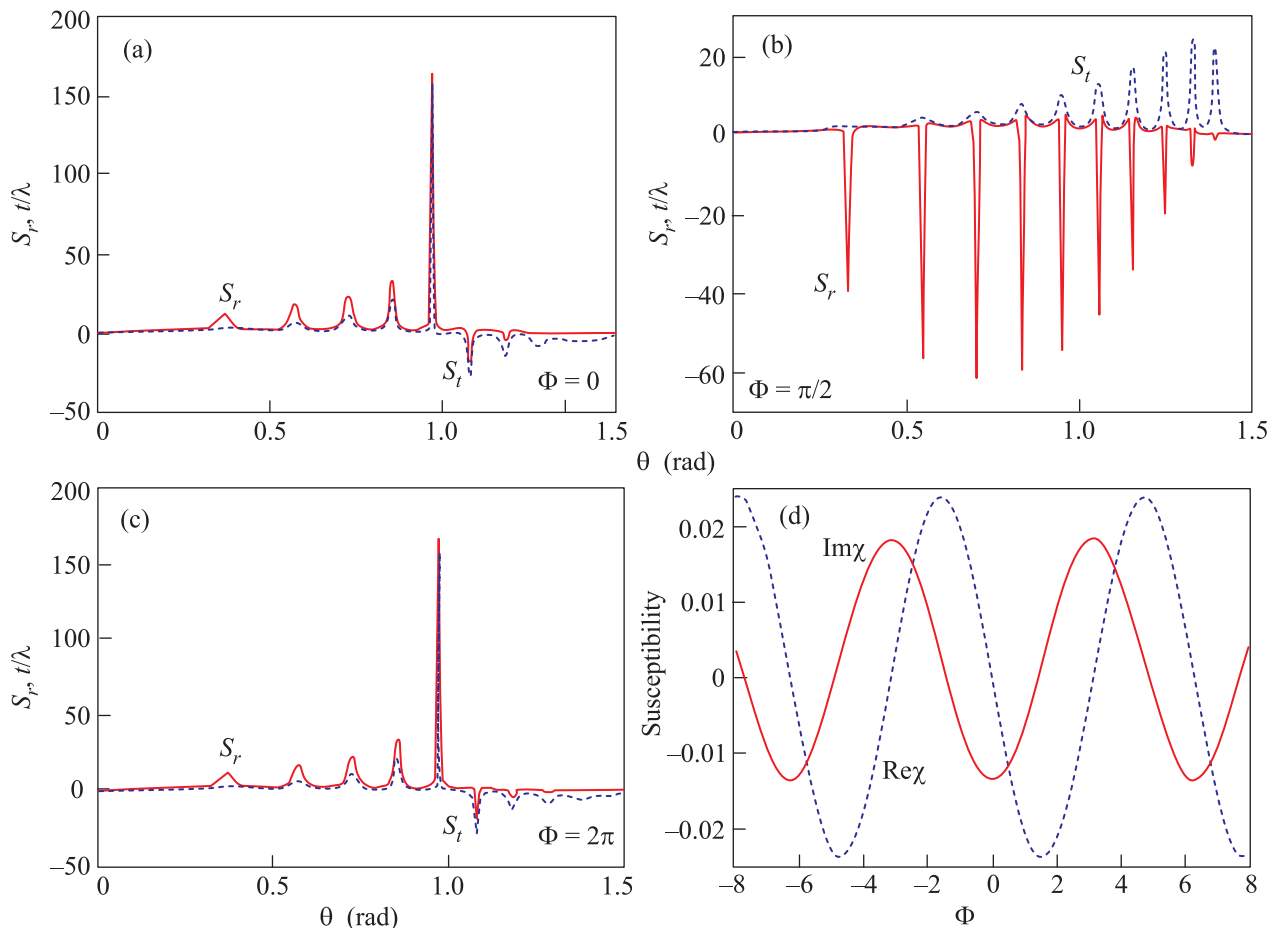 (a)
200
150
100
50
0
–50
S_r, t/λ
S_r
S_t
Φ = 0
0
0.5
1.0
1.5
(b)
20
0
–20
–40
–60
S_r, t/λ
S_t
S_r
Φ = π/2
0
0.5
1.0
1.5
θ (rad)
(c)
200
150
100
50
0
–50
S_r, t/λ
S_r
S_t
Φ = 2π
0
0.5
1.0
1.5
θ (rad)
(d)
0.02
0.01
0
–0.01
–0.02
Susceptibility
Imχ
Reχ
–8
–6
–4
–2
0
2
4
6
8
Φ